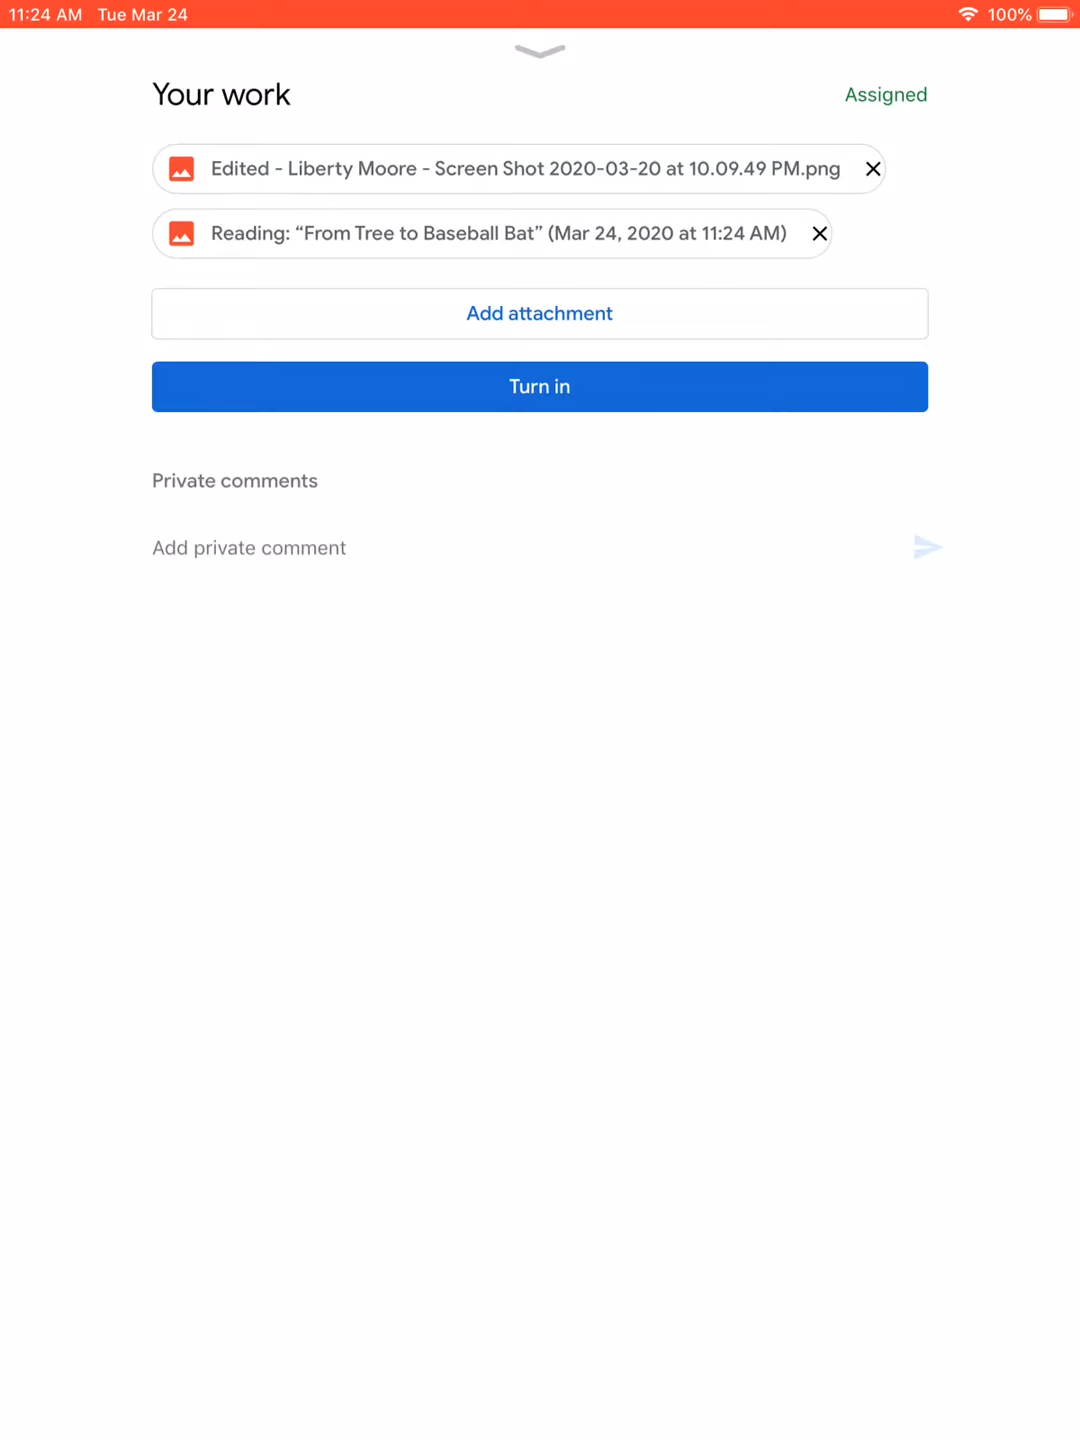 11:24 AM Tue Mar 24 100%
Your work Assigned
Edited - Liberty Moore - Screen Shot 2020-03-20 at 10.09.49 PM.png
Reading: “From Tree to Baseball Bat” (Mar 24, 2020 at 11:24 AM)
Add attachment
Turn in
Private comments
Add private comment